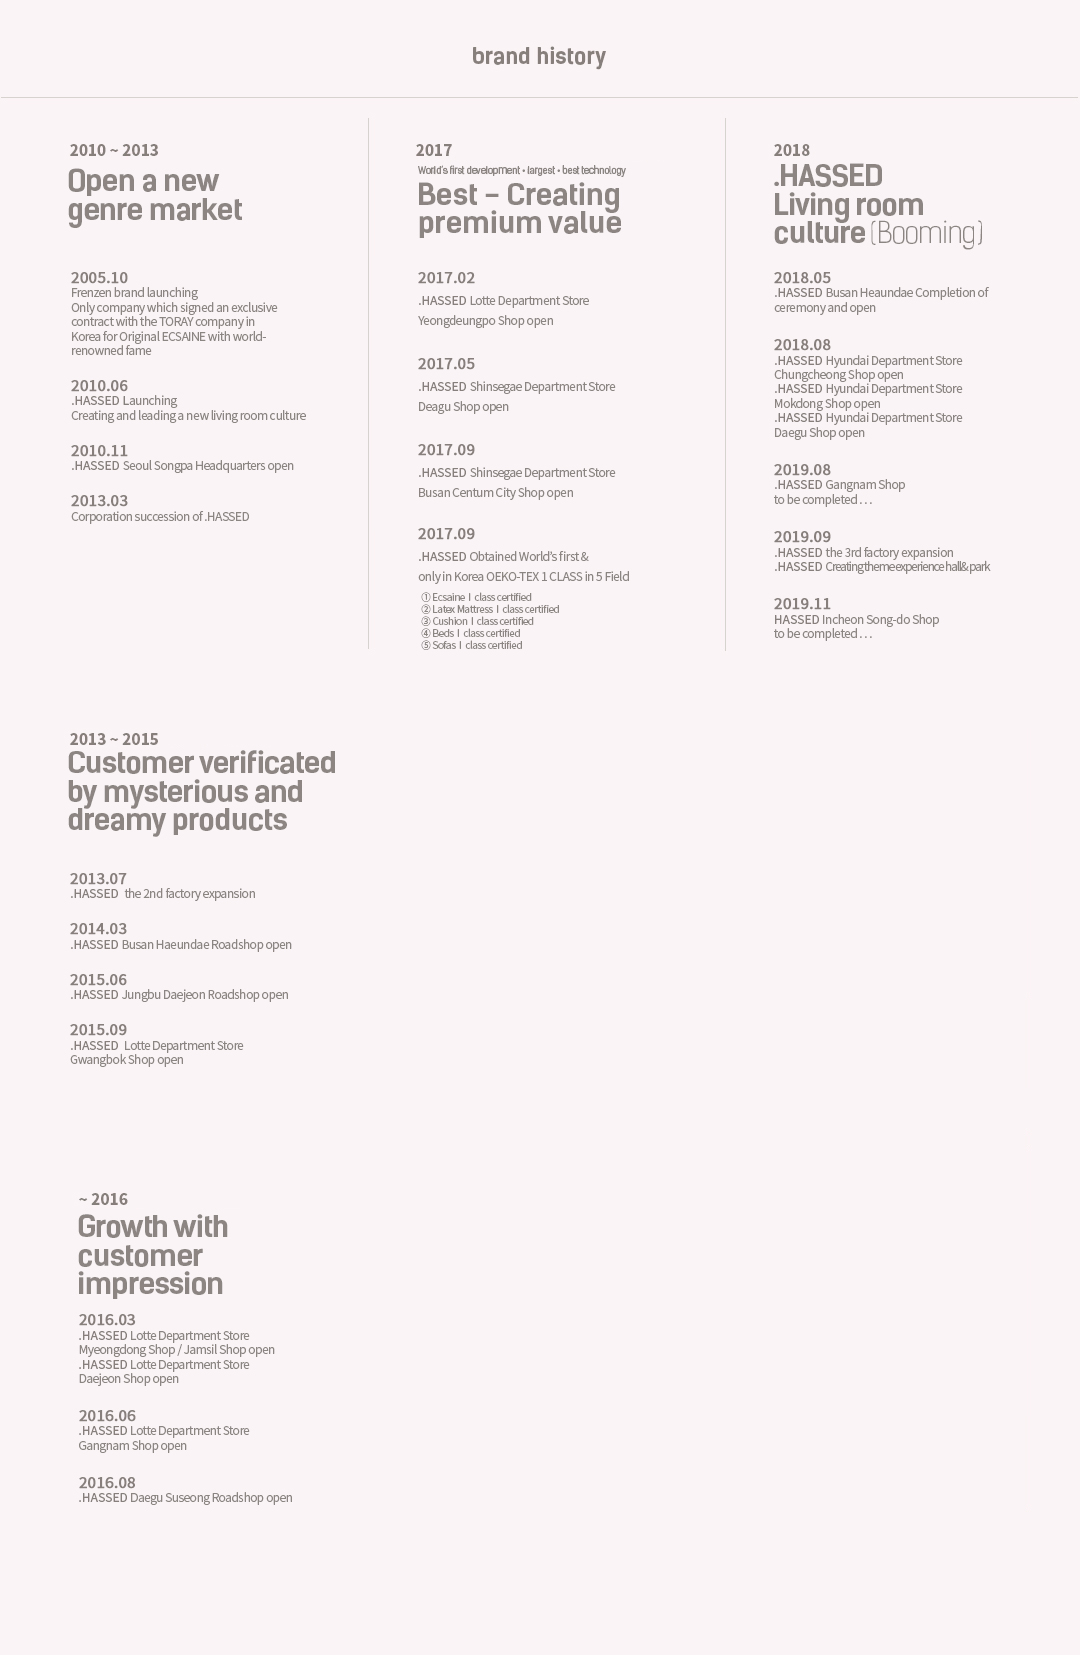 brand history
2010 ~ 2013
Open a new
genre market
2005.10
Frenzen brand launching
Only company which signed an exclusive
contract with the TORAY company in
Korea for Original ECSAINE with world-
renowned fame
2010.06
.HASSED Launching
Creating and leading a new living room culture
2010.11
.HASSED Seoul Songpa Headquarters open
2013.03
Corporation succession of .HASSED
2017
World's first development • largest • best technology
Best – Creating
premium value
2017.02
.HASSED Lotte Department Store
Yeongdeungpo Shop open
2017.05
.HASSED Shinsegae Department Store
Deagu Shop open
2017.09
.HASSED Shinsegae Department Store
Busan Centum City Shop open
2017.09
.HASSED Obtained World's first &
only in Korea OEKO-TEX 1 CLASS in 5 Field
① Ecsaine I class certified
② Latex Mattress I class certified
③ Cushion I class certified
④ Beds I class certified
⑤ Sofas I class certified
2018
.HASSED
Living room
culture (Booming)
2018.05
.HASSED Busan Heaundae Completion of
ceremony and open
2018.08
.HASSED Hyundai Department Store
Chungcheong Shop open
.HASSED Hyundai Department Store
Mokdong Shop open
.HASSED Hyundai Department Store
Daegu Shop open
2019.08
.HASSED Gangnam Shop
to be completed . . .
2019.09
.HASSED the 3rd factory expansion
.HASSED Creating theme experience hall & park
2019.11
HASSED Incheon Song-do Shop
to be completed . . .
2013 ~ 2015
Customer verificated
by mysterious and
dreamy products
2013.07
.HASSED the 2nd factory expansion
2014.03
.HASSED Busan Haeundae Roadshop open
2015.06
.HASSED Jungbu Daejeon Roadshop open
2015.09
.HASSED Lotte Department Store
Gwangbok Shop open
~ 2016
Growth with
customer
impression
2016.03
.HASSED Lotte Department Store
Myeongdong Shop / Jamsil Shop open
.HASSED Lotte Department Store
Daejeon Shop open
2016.06
.HASSED Lotte Department Store
Gangnam Shop open
2016.08
.HASSED Daegu Suseong Roadshop open